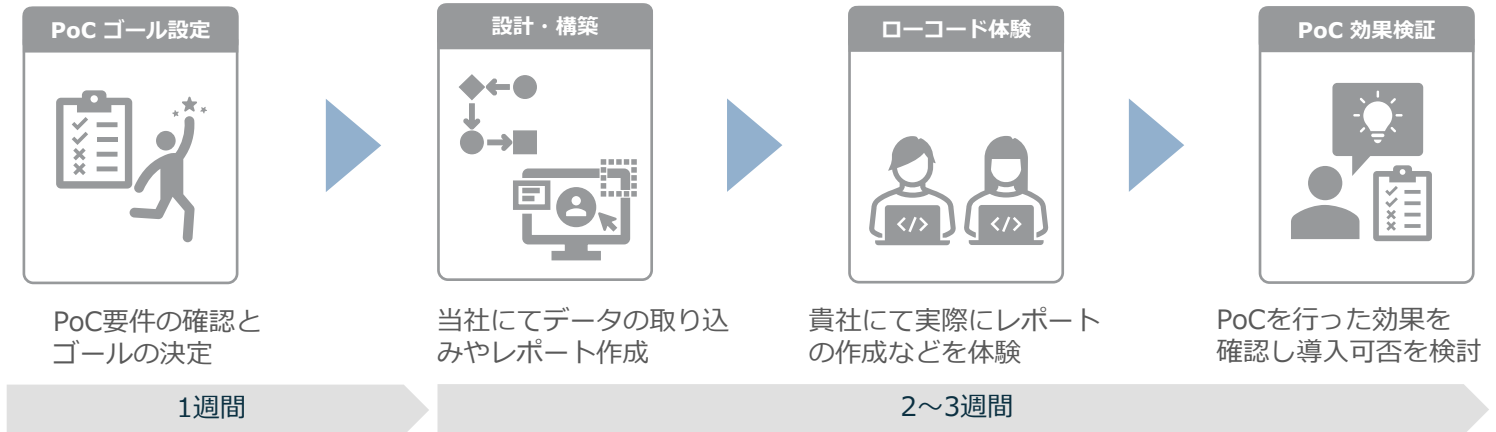 PoC ゴール設定
PoC要件の確認と
ゴールの決定
設計・構築
当社にてデータの取り込
みやレポート作成
ローコード体験
</>
</>
貴社にて実際にレポート
の作成などを体験
PoC 効果検証
PoCを行った効果を
確認し導入可否を検討
1週間
2～3週間